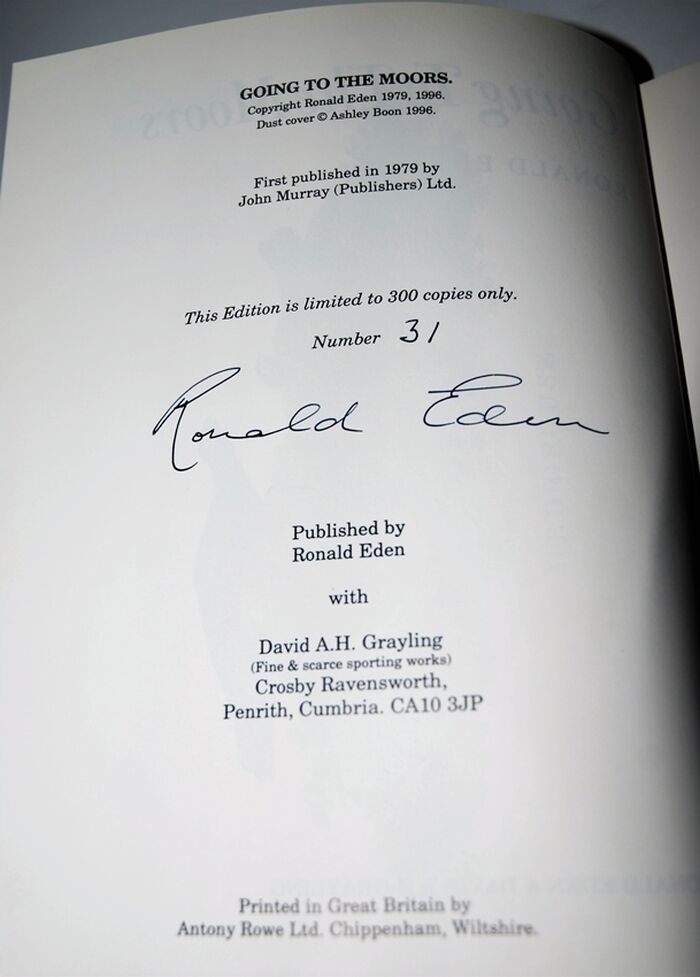 GOING TO THE MOORS.
Copyright Ronald Eden 1979, 1996.
Dust cover © Ashley Boon 1996.
First published in 1979 by
John Murray (Publishers) Ltd.
This Edition is limited to 300 copies only.
Number 31
Ronald Eden
Published by
Ronald Eden
with
David A.H. Grayling
(Fine & scarce sporting works)
Crosby Ravensworth,
Penrith, Cumbria. CA10 3JP
Printed in Great Britain by
Antony Rowe Ltd. Chippenham, Wiltshire.